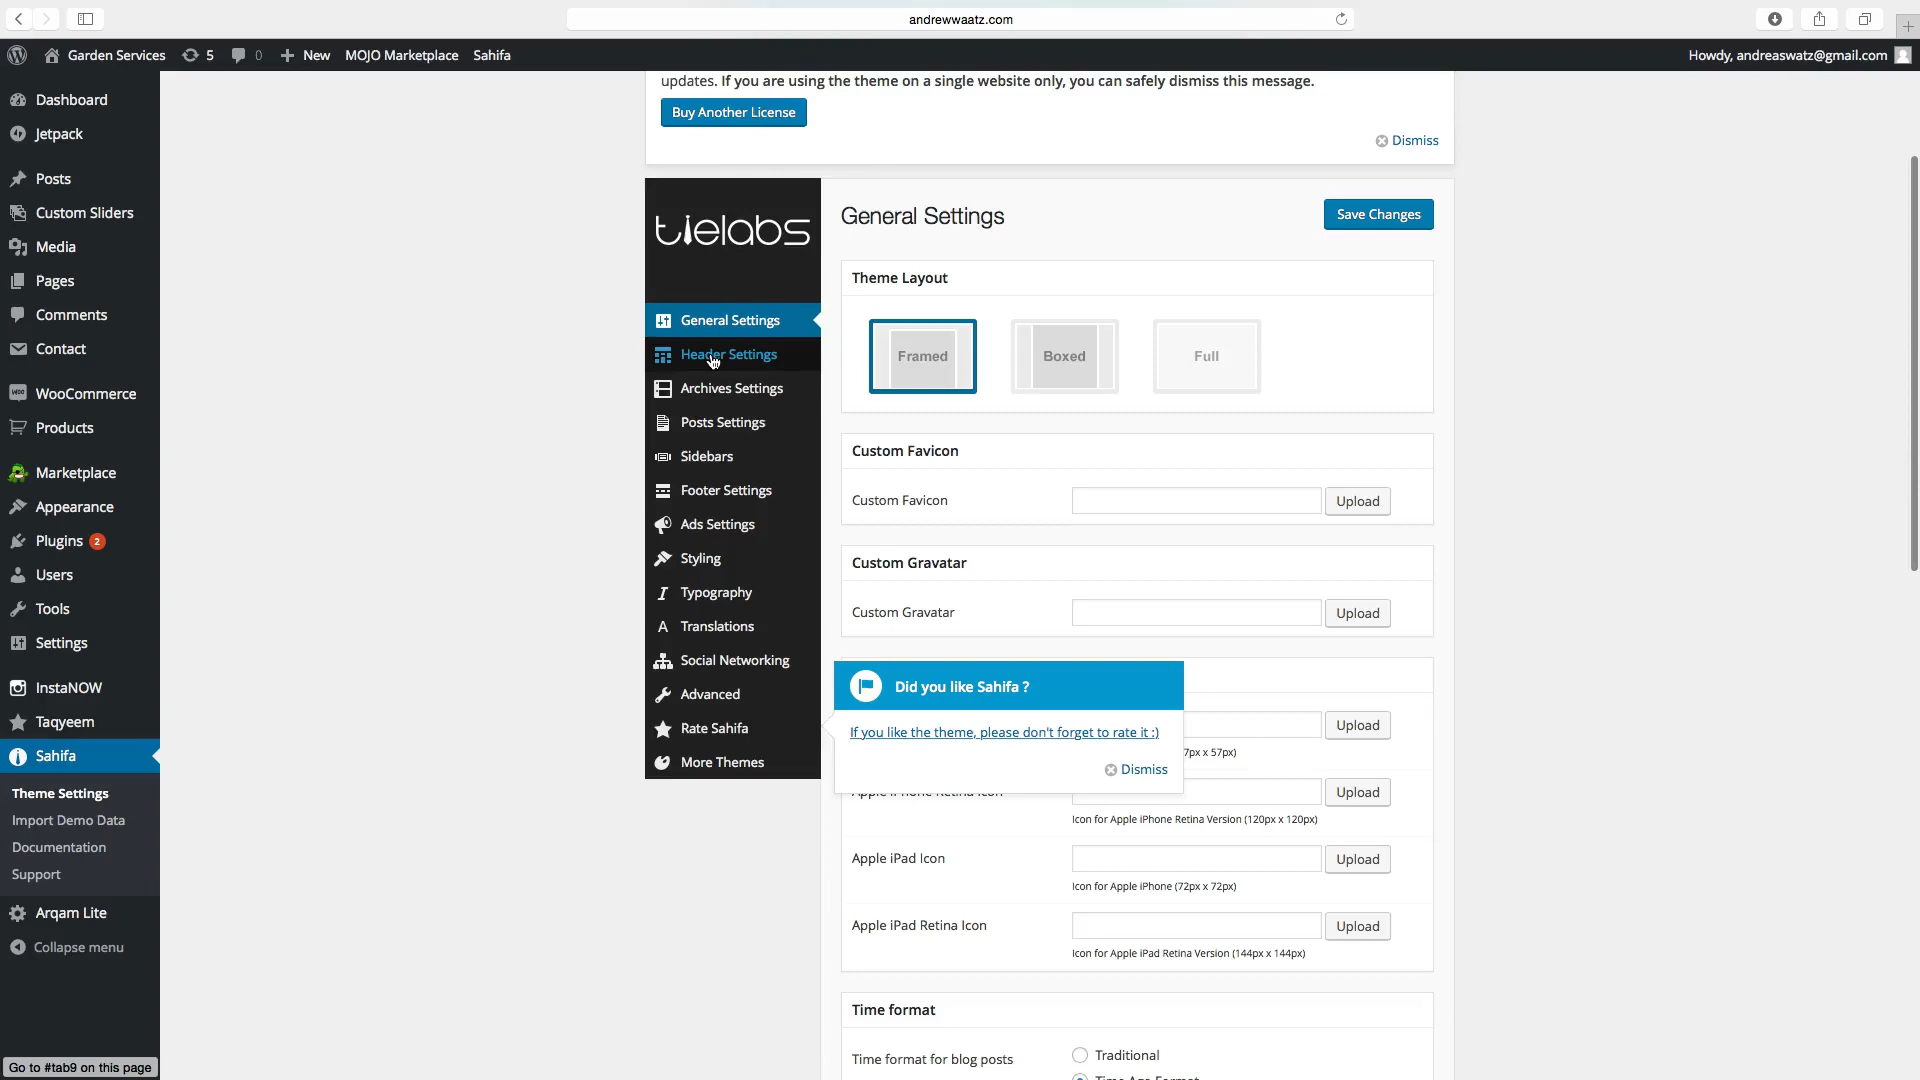 andrewwaatz.com
Garden Services
5
0
New
MOJO Marketplace
Sahifa
Howdy, andreaswatz@gmail.com
Dashboard
Jetpack
Posts
Custom Sliders
Media
Pages
Comments
Contact
WooCommerce
Products
Marketplace
Appearance
Plugins 2
Users
Tools
Settings
InstaNOW
Taqyeem
Sahifa
Theme Settings
Import Demo Data
Documentation
Support
Arqam Lite
Collapse menu
Go to #tab9 on this page
updates. If you are using the theme on a single website only, you can safely dismiss this message.
Buy Another License
Dismiss
tielabs
General Settings
Header Settings
Archives Settings
Posts Settings
Sidebars
Footer Settings
Ads Settings
Styling
Typography
Translations
Social Networking
Advanced
Rate Sahifa
More Themes
General Settings
Save Changes
Theme Layout
Framed
Boxed
Full
Custom Favicon
Custom Favicon
Upload
Custom Gravatar
Custom Gravatar
Upload
Did you like Sahifa ?
If you like the theme, please don't forget to rate it :)
Dismiss
Upload
7px x 57px)
Upload
Icon for Apple iPhone Retina Version (120px x 120px)
Apple iPad Icon
Upload
Icon for Apple iPhone (72px x 72px)
Apple iPad Retina Icon
Upload
Icon for Apple iPad Retina Version (144px x 144px)
Time format
Time format for blog posts
Traditional